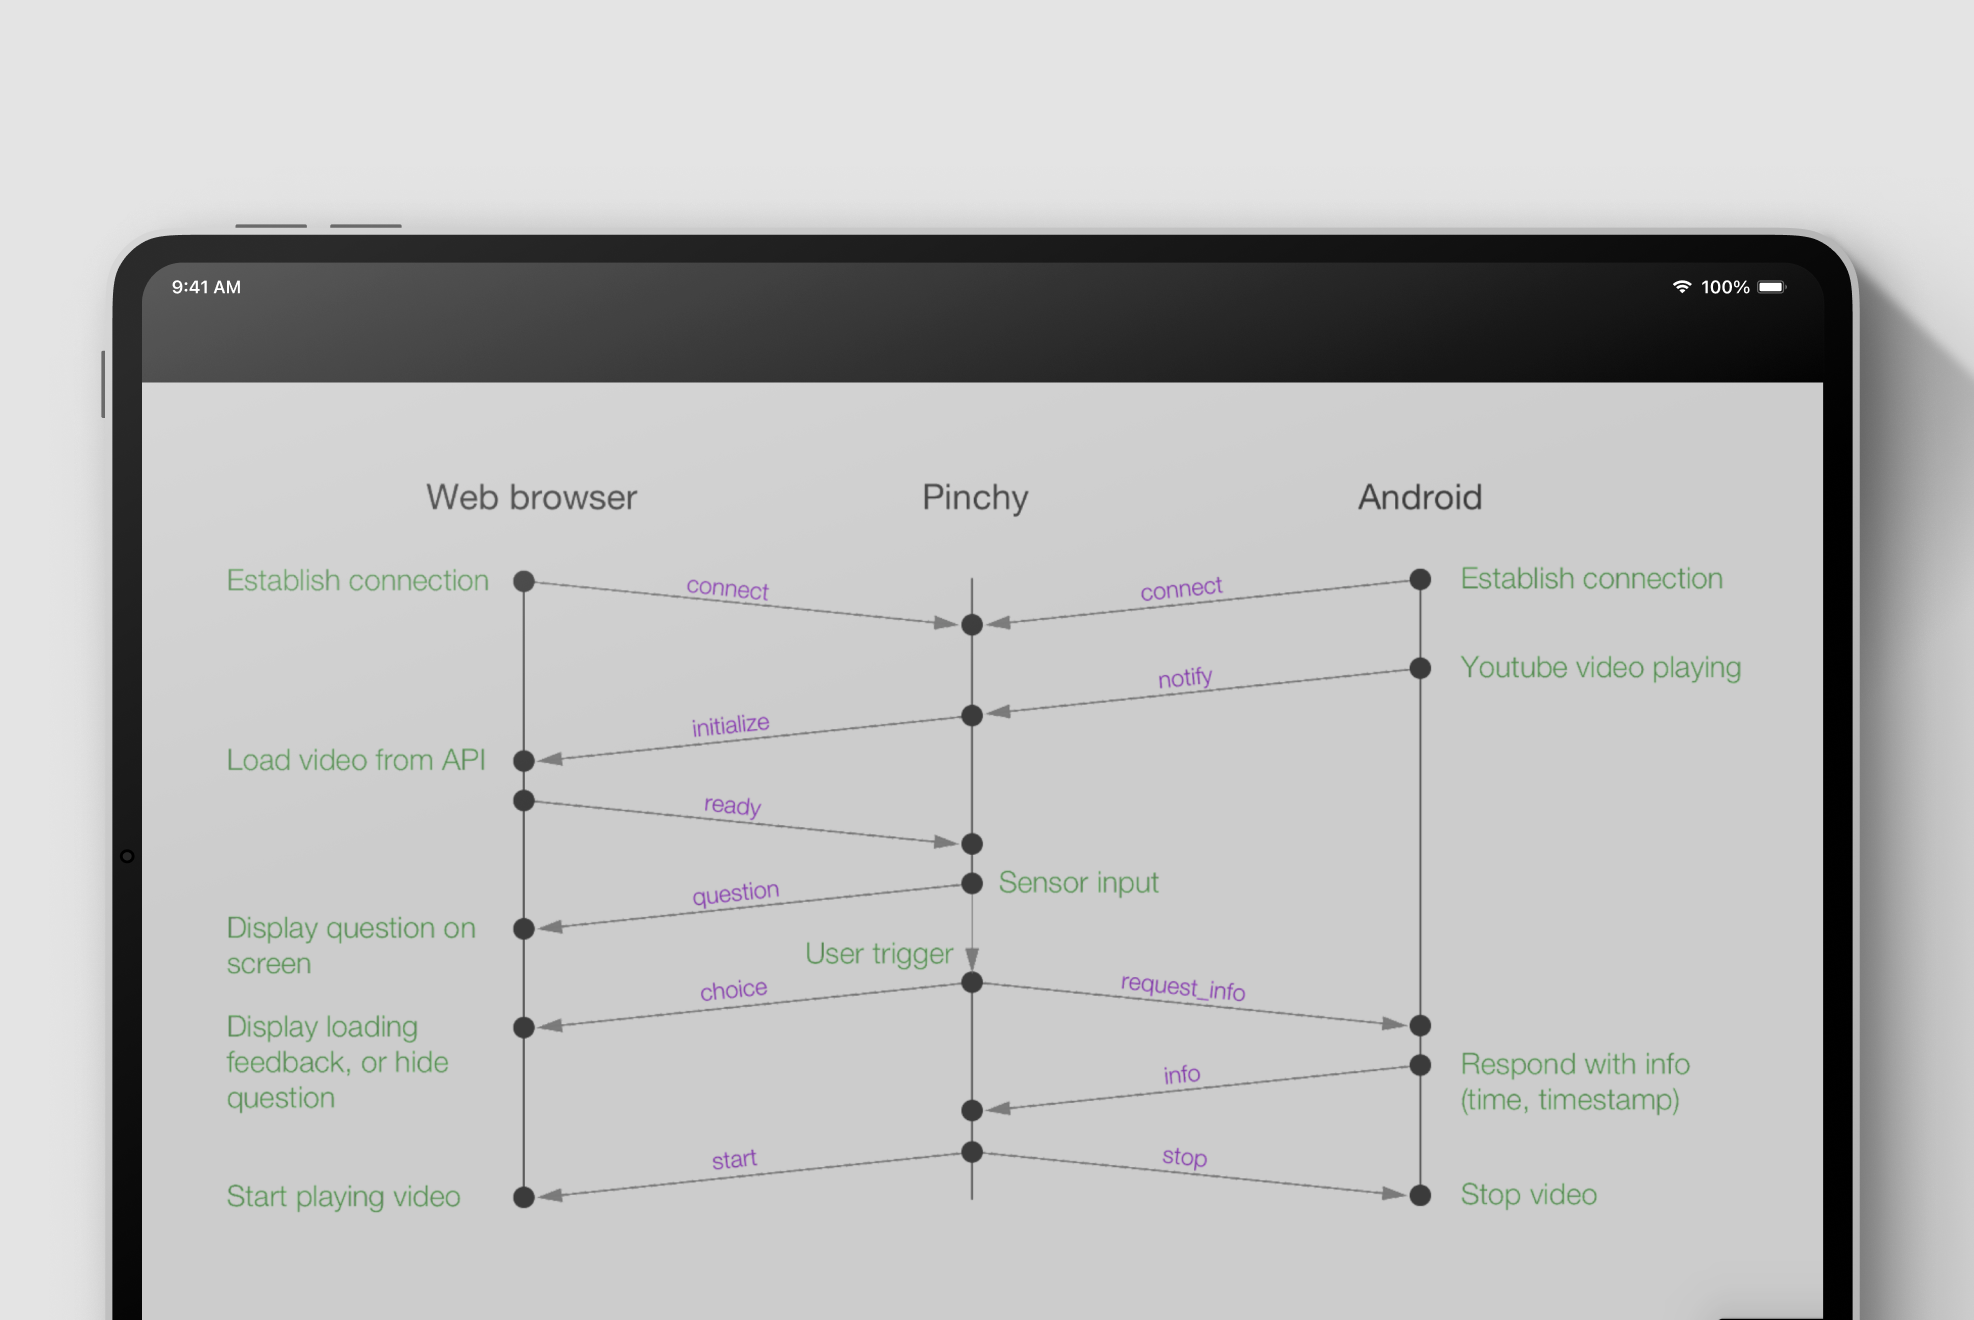 9:41 AM
100%
Web browser
Pinchy
Android
Establish connection
connect
connect
Establish connection
notify
Youtube video playing
initialize
Load video from API
ready
question
Sensor input
Display question on
screen
User trigger
choice
request_info
Display loading
feedback, or hide
question
info
Respond with info
(time, timestamp)
start
stop
Start playing video
Stop video